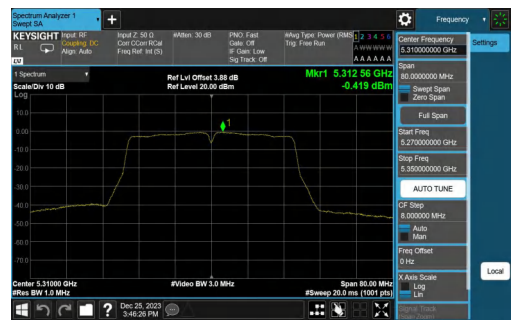 Spectrum Analyzer 1
Swept SA
Frequency
KEYSIGHT
RL
Input: RF
Coupling: DC
Align: Auto
Input Z: 50 Ω
Corr CCorr RCal
Freq Ref: Int (S)
#Atten: 30 dB
PNO: Fast
Gate: Off
IF Gain: Low
Sig Track: Off
#Avg Type: Power (RMS
Trig: Free Run
1 2 3 4 5 6
A W W W W W
A A A A A A
LV
1 Spectrum
Scale/Div 10 dB
Log
Ref Lvl Offset 3.88 dB
Ref Level 20.00 dBm
Mkr1 5.312 56 GHz
-0.419 dBm
1
10.0
0.00
-10.0
-20.0
-30.0
-40.0
-50.0
-60.0
-70.0
Center 5.31000 GHz
#Res BW 1.0 MHz
#Video BW 3.0 MHz
Span 80.00 MHz
#Sweep 20.0 ms (1001 pts)
Center Frequency
5.310000000 GHz
Settings
Span
80.0000000 MHz
Swept Span
Zero Span
Full Span
Start Freq
5.270000000 GHz
Stop Freq
5.350000000 GHz
AUTO TUNE
CF Step
8.000000 MHz
Auto
Man
Freq Offset
0 Hz
X Axis Scale
Log
Lin
Local
Signal Track
Dec 25, 2023
3:46:26 PM